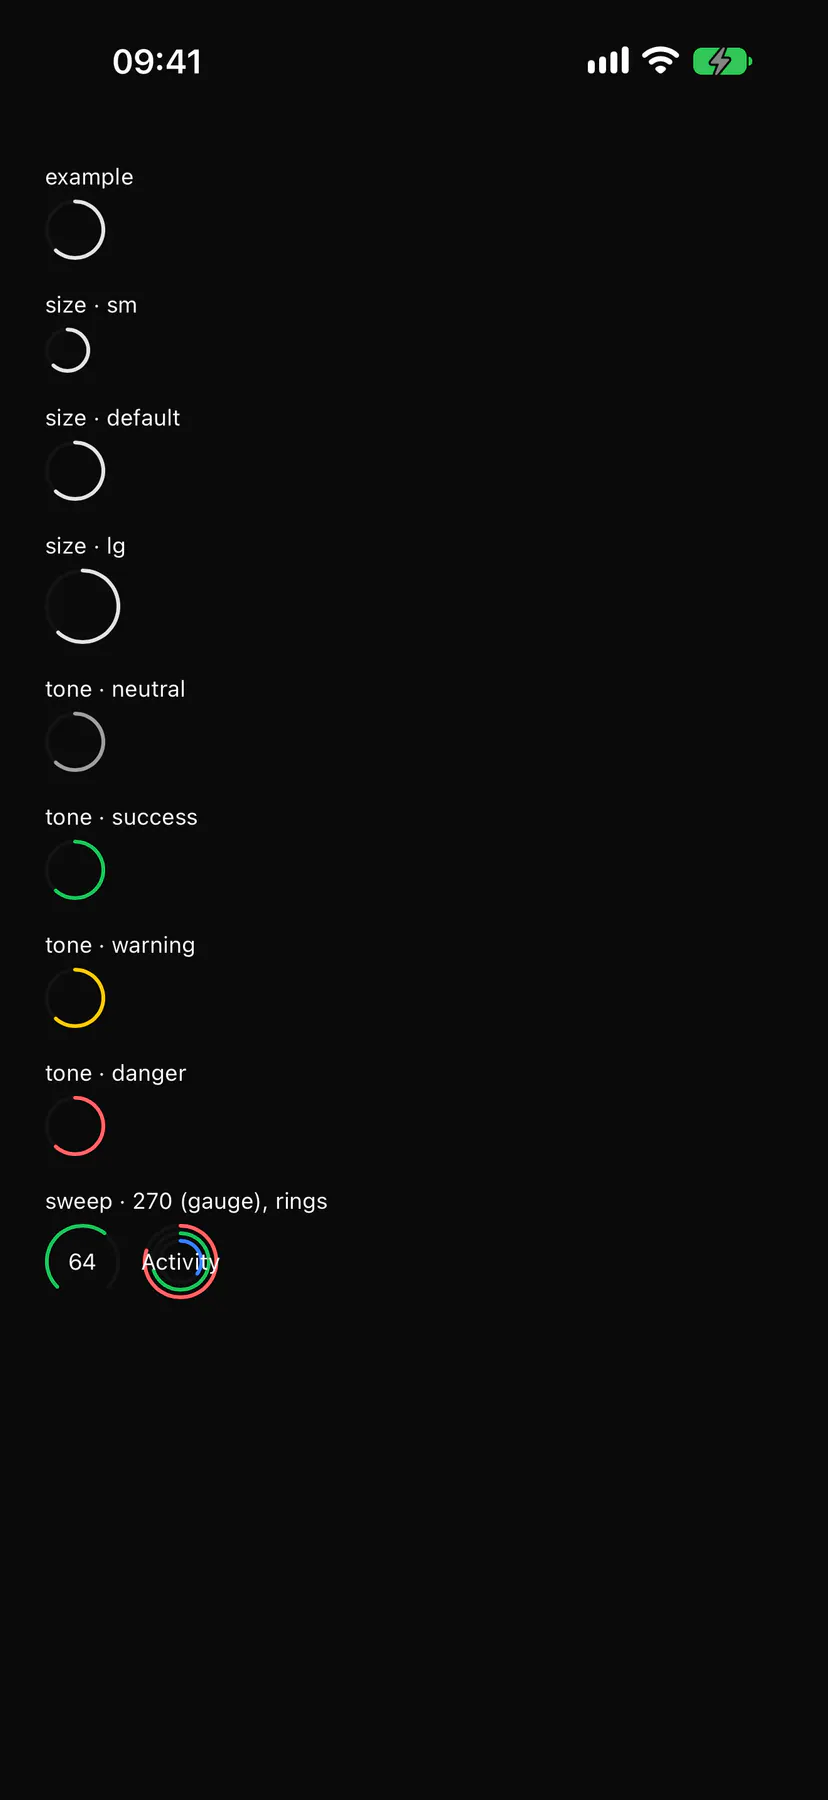 09:41
example
size · sm
size · default
size · lg
tone · neutral
tone · success
tone · warning
tone · danger
sweep · 270 (gauge), rings
64 Activity